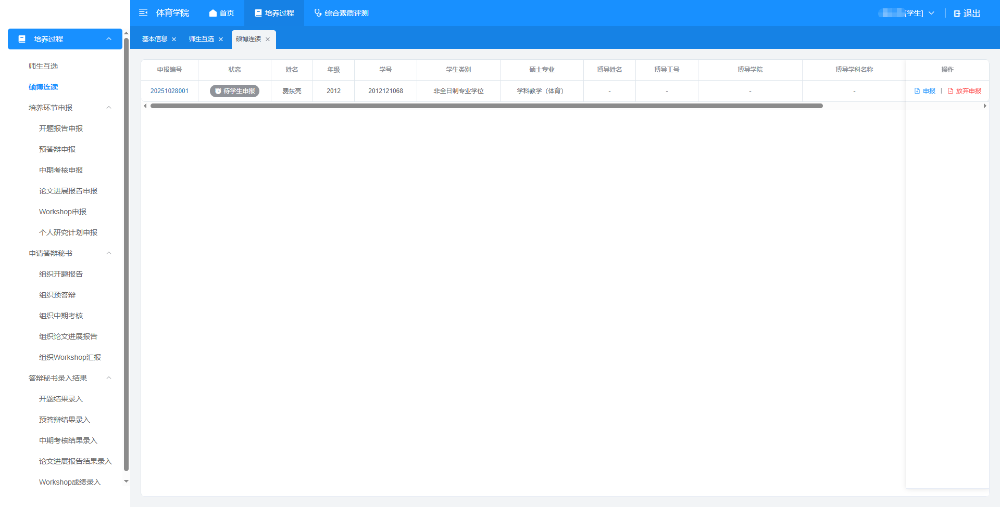 体育学院 首页 培养过程 综合素质评测 [学生] 退出
培养过程
基本信息 师生互选 硕博连读
师生互选
硕博连读
培养环节申报
开题报告申报
预答辩申报
中期考核申报
论文进展报告申报
Workshop申报
个人研究计划申报
申请答辩秘书
组织开题报告
组织预答辩
组织中期考核
组织论文进展报告
组织Workshop汇报
答辩秘书录入结果
开题结果录入
预答辩结果录入
中期考核结果录入
论文进展报告结果录入
Workshop成绩录入
申报编号 状态 姓名 年级 学号 学生类别 硕士专业 博导姓名 博导工号 博导学院 博导学科名称 操作
20251028001 待学生申报 龚东亮 2012 2012121068 非全日制专业学位 学科教学（体育） - - - - 申报 | 放弃申报